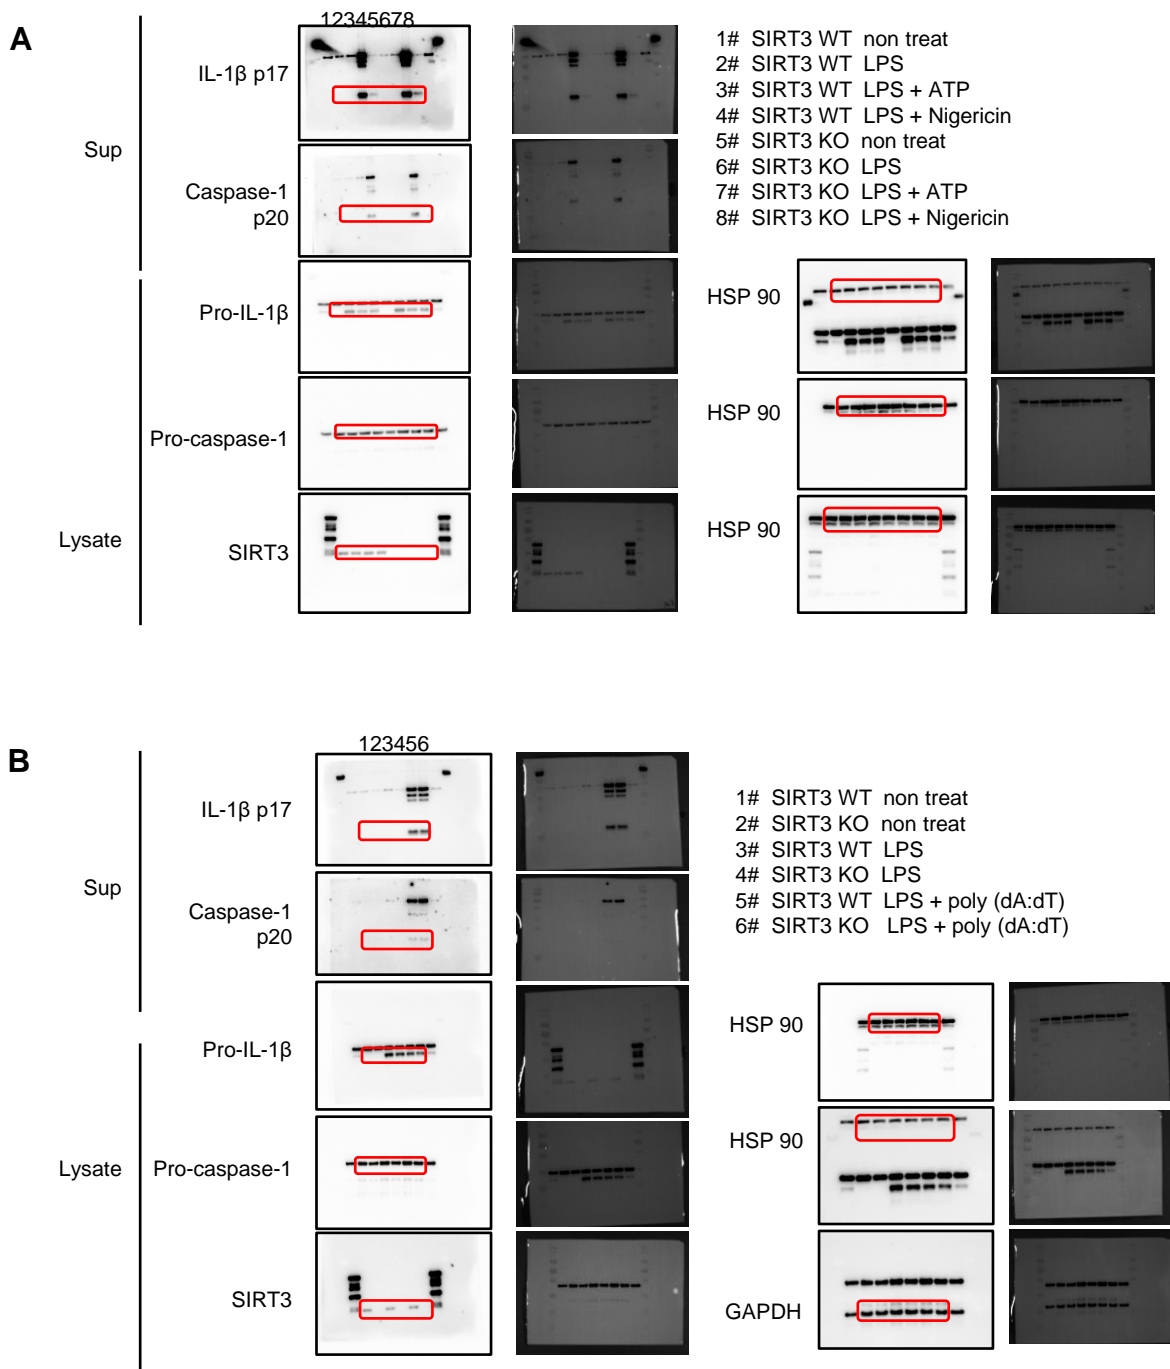 A
12345678
IL-1β p17
Sup
Caspase-1
p20
Pro-IL-1β
Pro-caspase-1
Lysate
SIRT3
1# SIRT3 WT non treat
2# SIRT3 WT LPS
3# SIRT3 WT LPS + ATP
4# SIRT3 WT LPS + Nigericin
5# SIRT3 KO non treat
6# SIRT3 KO LPS
7# SIRT3 KO LPS + ATP
8# SIRT3 KO LPS + Nigericin
HSP 90
HSP 90
HSP 90
B
123456
IL-1β p17
Sup
Caspase-1
p20
Pro-IL-1β
Lysate
Pro-caspase-1
SIRT3
1# SIRT3 WT non treat
2# SIRT3 KO non treat
3# SIRT3 WT LPS
4# SIRT3 KO LPS
5# SIRT3 WT LPS + poly (dA:dT)
6# SIRT3 KO LPS + poly (dA:dT)
HSP 90
HSP 90
GAPDH